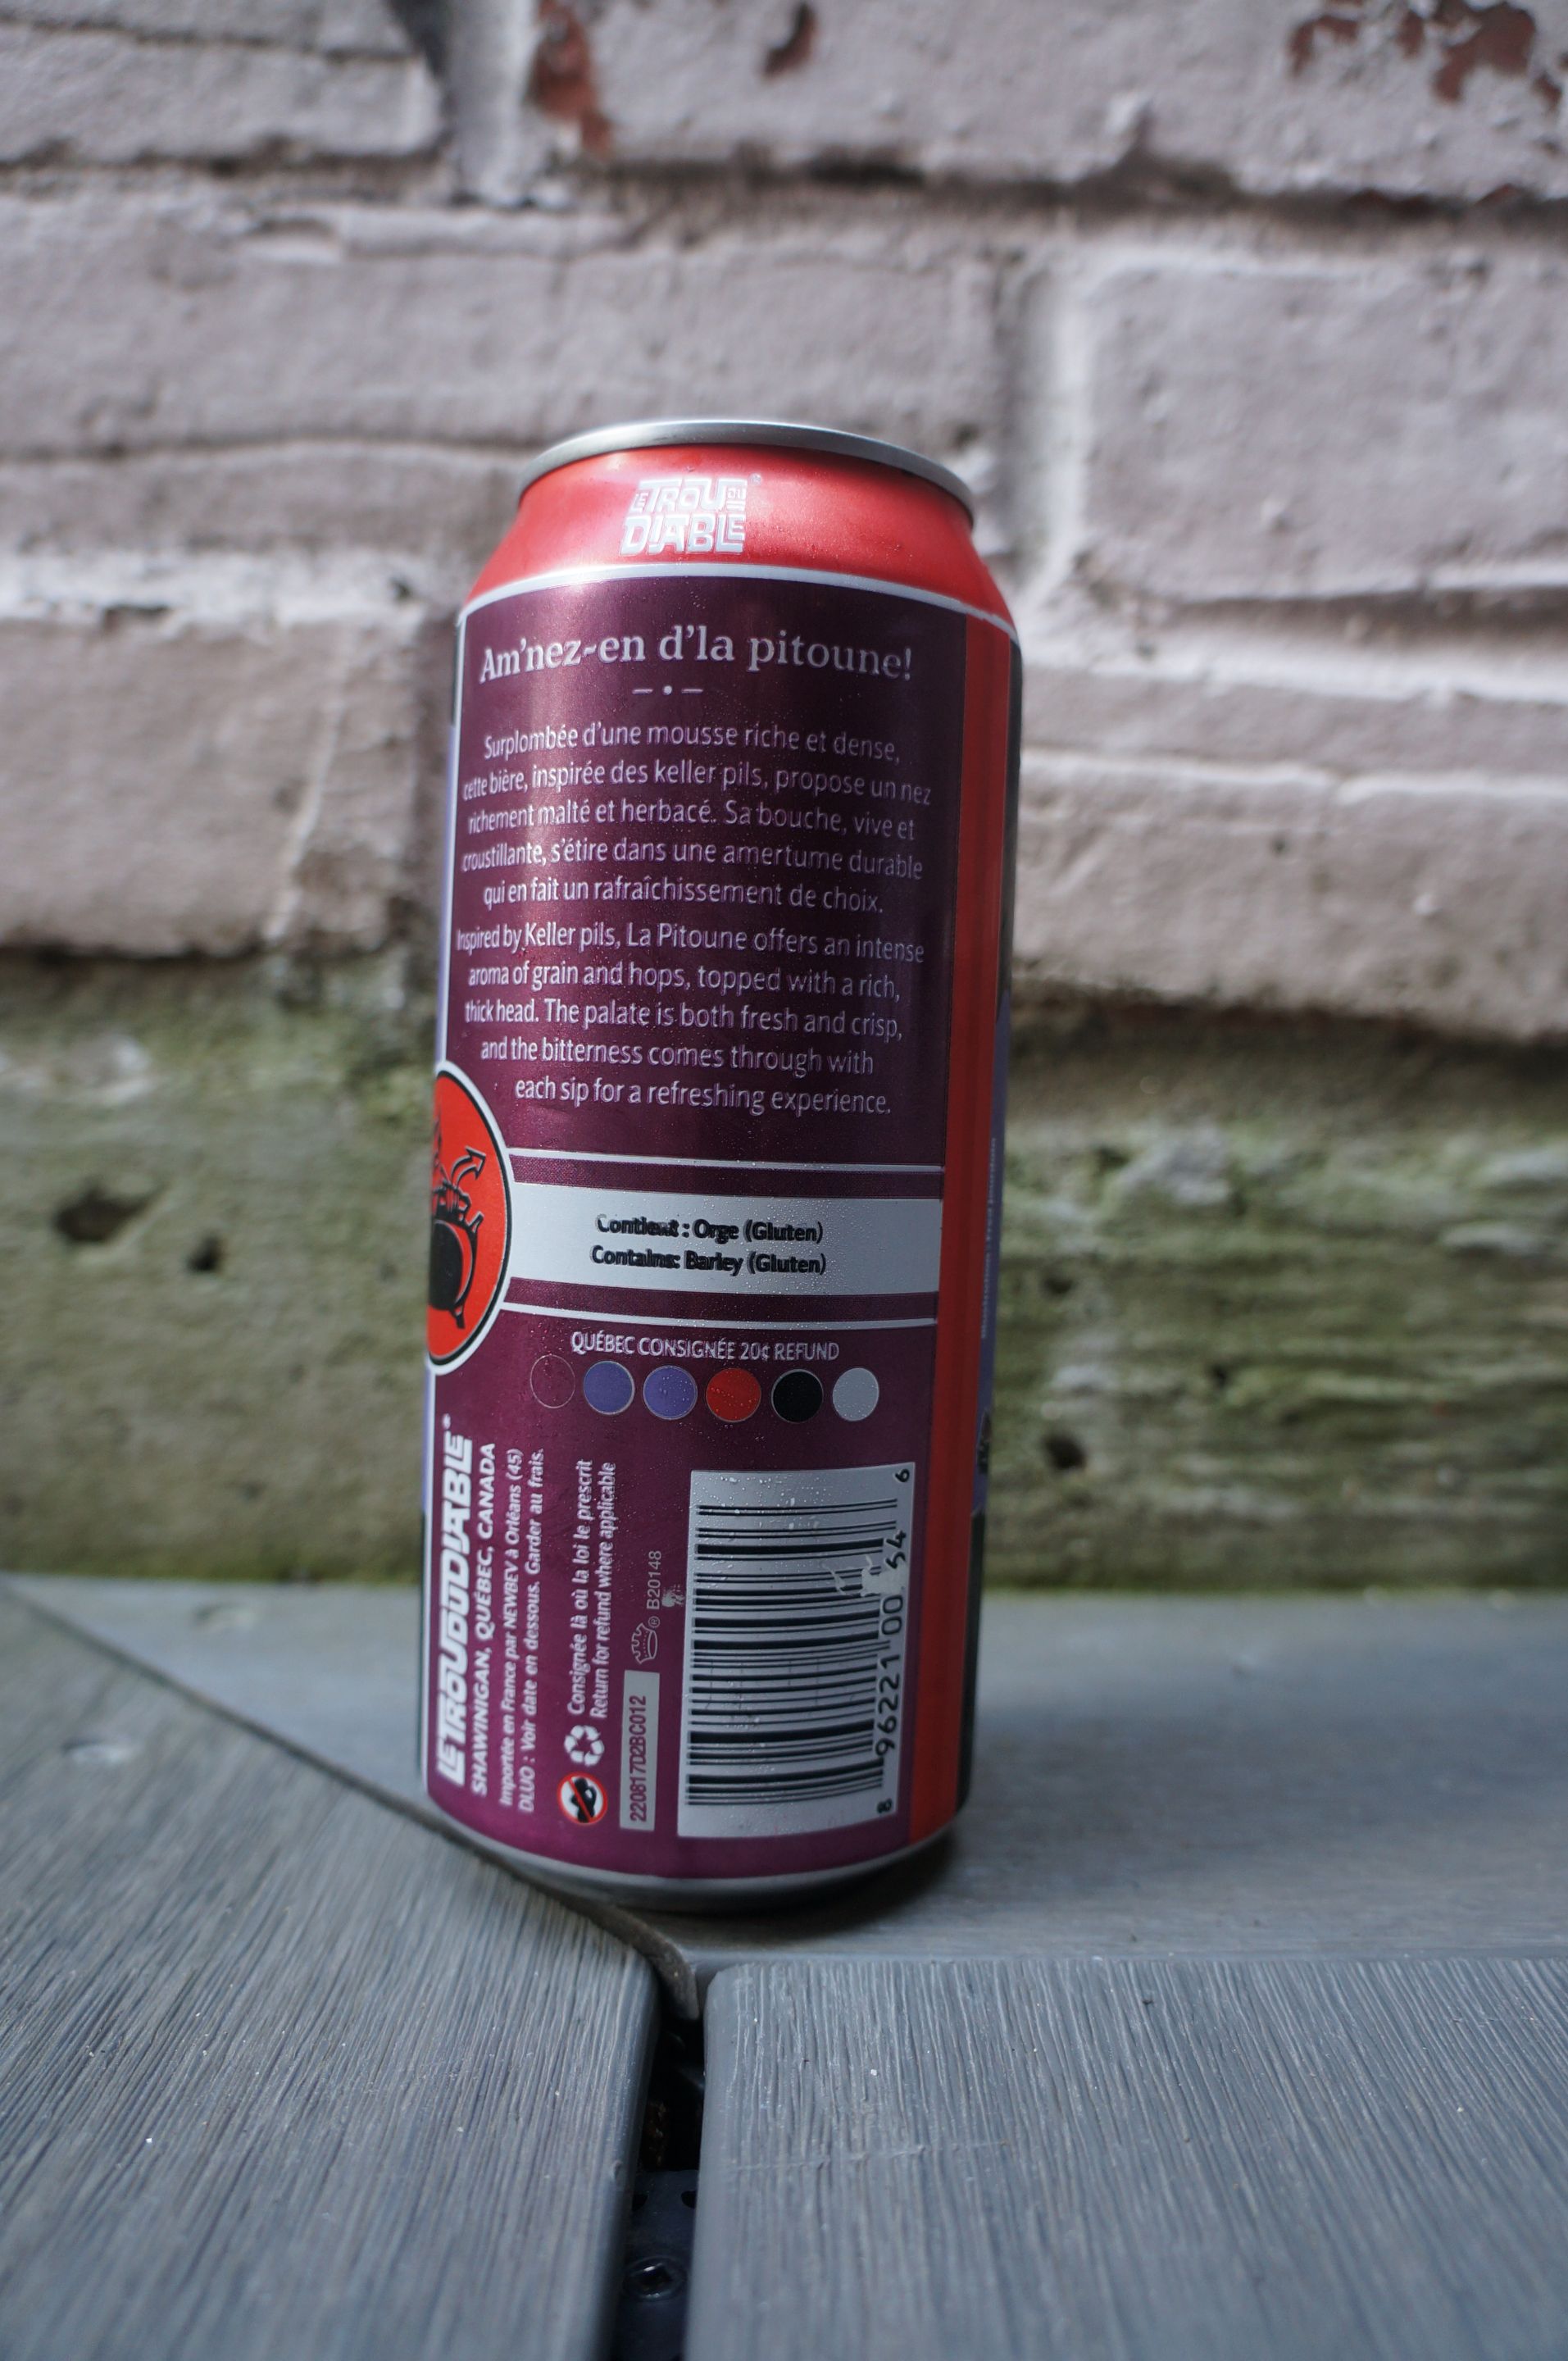 LE TROU DU
DIABLE
Am'nez-en d'la pitoune!
Surplombée d'une mousse riche et dense,
cette bière, inspirée des keller pils, propose un nez
richement malté et herbacé. Sa bouche, vive et
croustillante, s'étire dans une amertume durable
qui en fait un rafraîchissement de choix.
Inspired by Keller pils, La Pitoune offers an intense
aroma of grain and hops, topped with a rich,
thick head. The palate is both fresh and crisp,
and the bitterness comes through with
each sip for a refreshing experience.
Contient : Orge (Gluten)
Contains: Barley (Gluten)
QUÉBEC CONSIGNÉE 20¢ REFUND
LE TROU DU DIABLE
SHAWINIGAN, QUÉBEC, CANADA
Importée en France par NEWBEV à Orléans (45)
DLUO : Voir date en dessous. Garder au frais.
Consignée là où la loi le prescrit
Return for refund where applicable
220817D2BC012
® B20148
8 96221 00 54 6